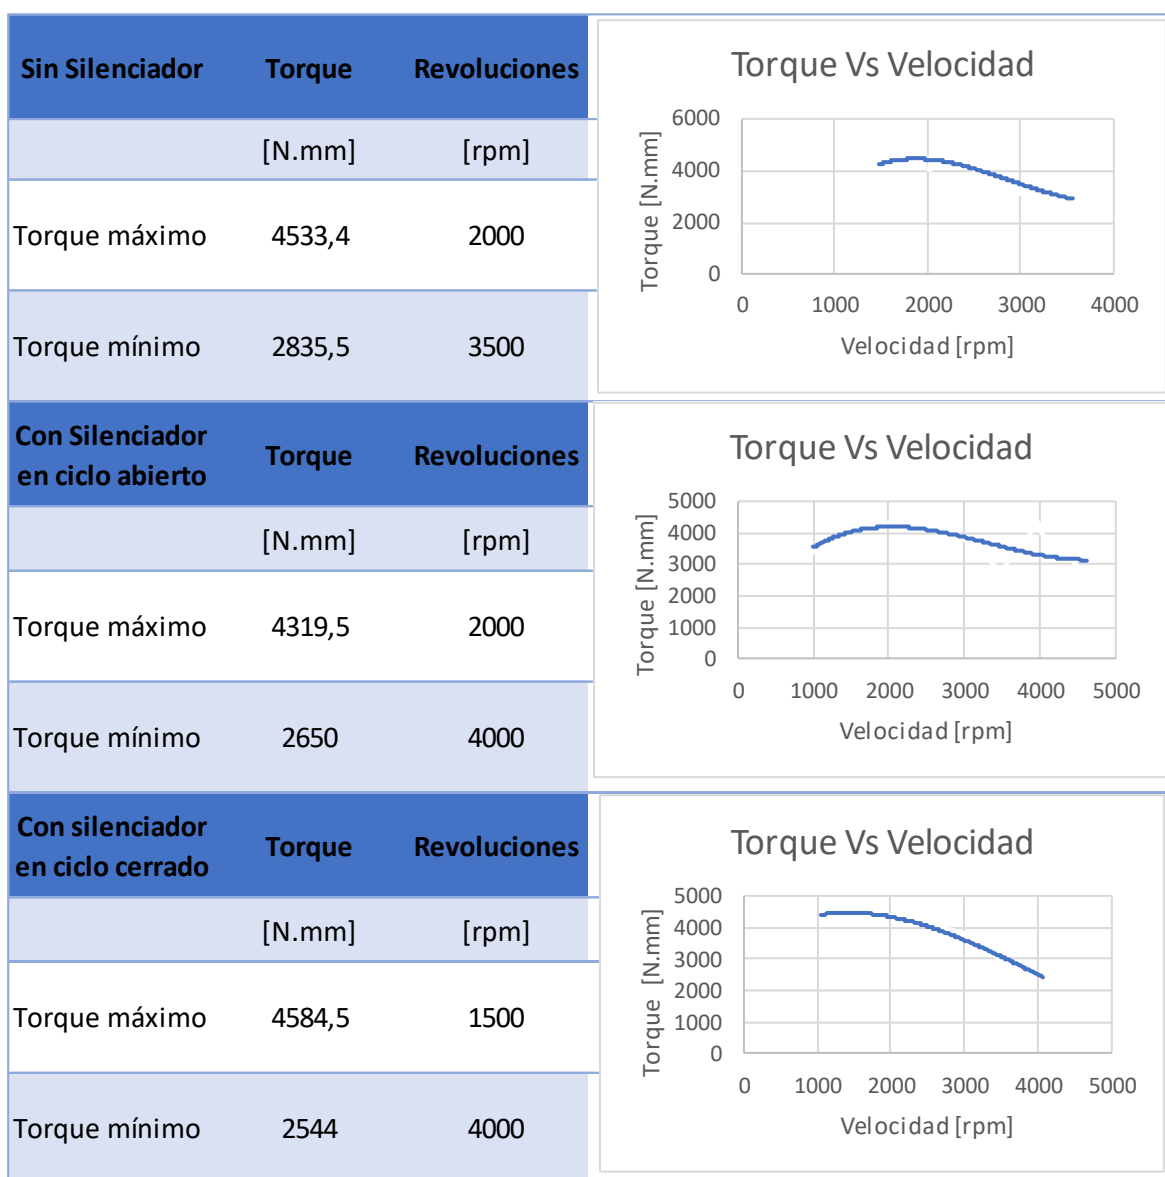 Sin Silenciador Torque Revoluciones
[N.mm] [rpm]
Torque máximo 4533,4 2000
Torque mínimo 2835,5 3500
Torque Vs Velocidad
Torque [N.mm]
6000
4000
2000
0
0 1000 2000 3000 4000
Velocidad [rpm]
Con Silenciador
en ciclo abierto Torque Revoluciones
[N.mm] [rpm]
Torque máximo 4319,5 2000
Torque mínimo 2650 4000
Torque Vs Velocidad
Torque [N.mm]
5000
4000
3000
2000
1000
0
0 1000 2000 3000 4000 5000
Velocidad [rpm]
Con silenciador
en ciclo cerrado Torque Revoluciones
[N.mm] [rpm]
Torque máximo 4584,5 1500
Torque mínimo 2544 4000
Torque Vs Velocidad
Torque [N.mm]
5000
4000
3000
2000
1000
0
0 1000 2000 3000 4000 5000
Velocidad [rpm]